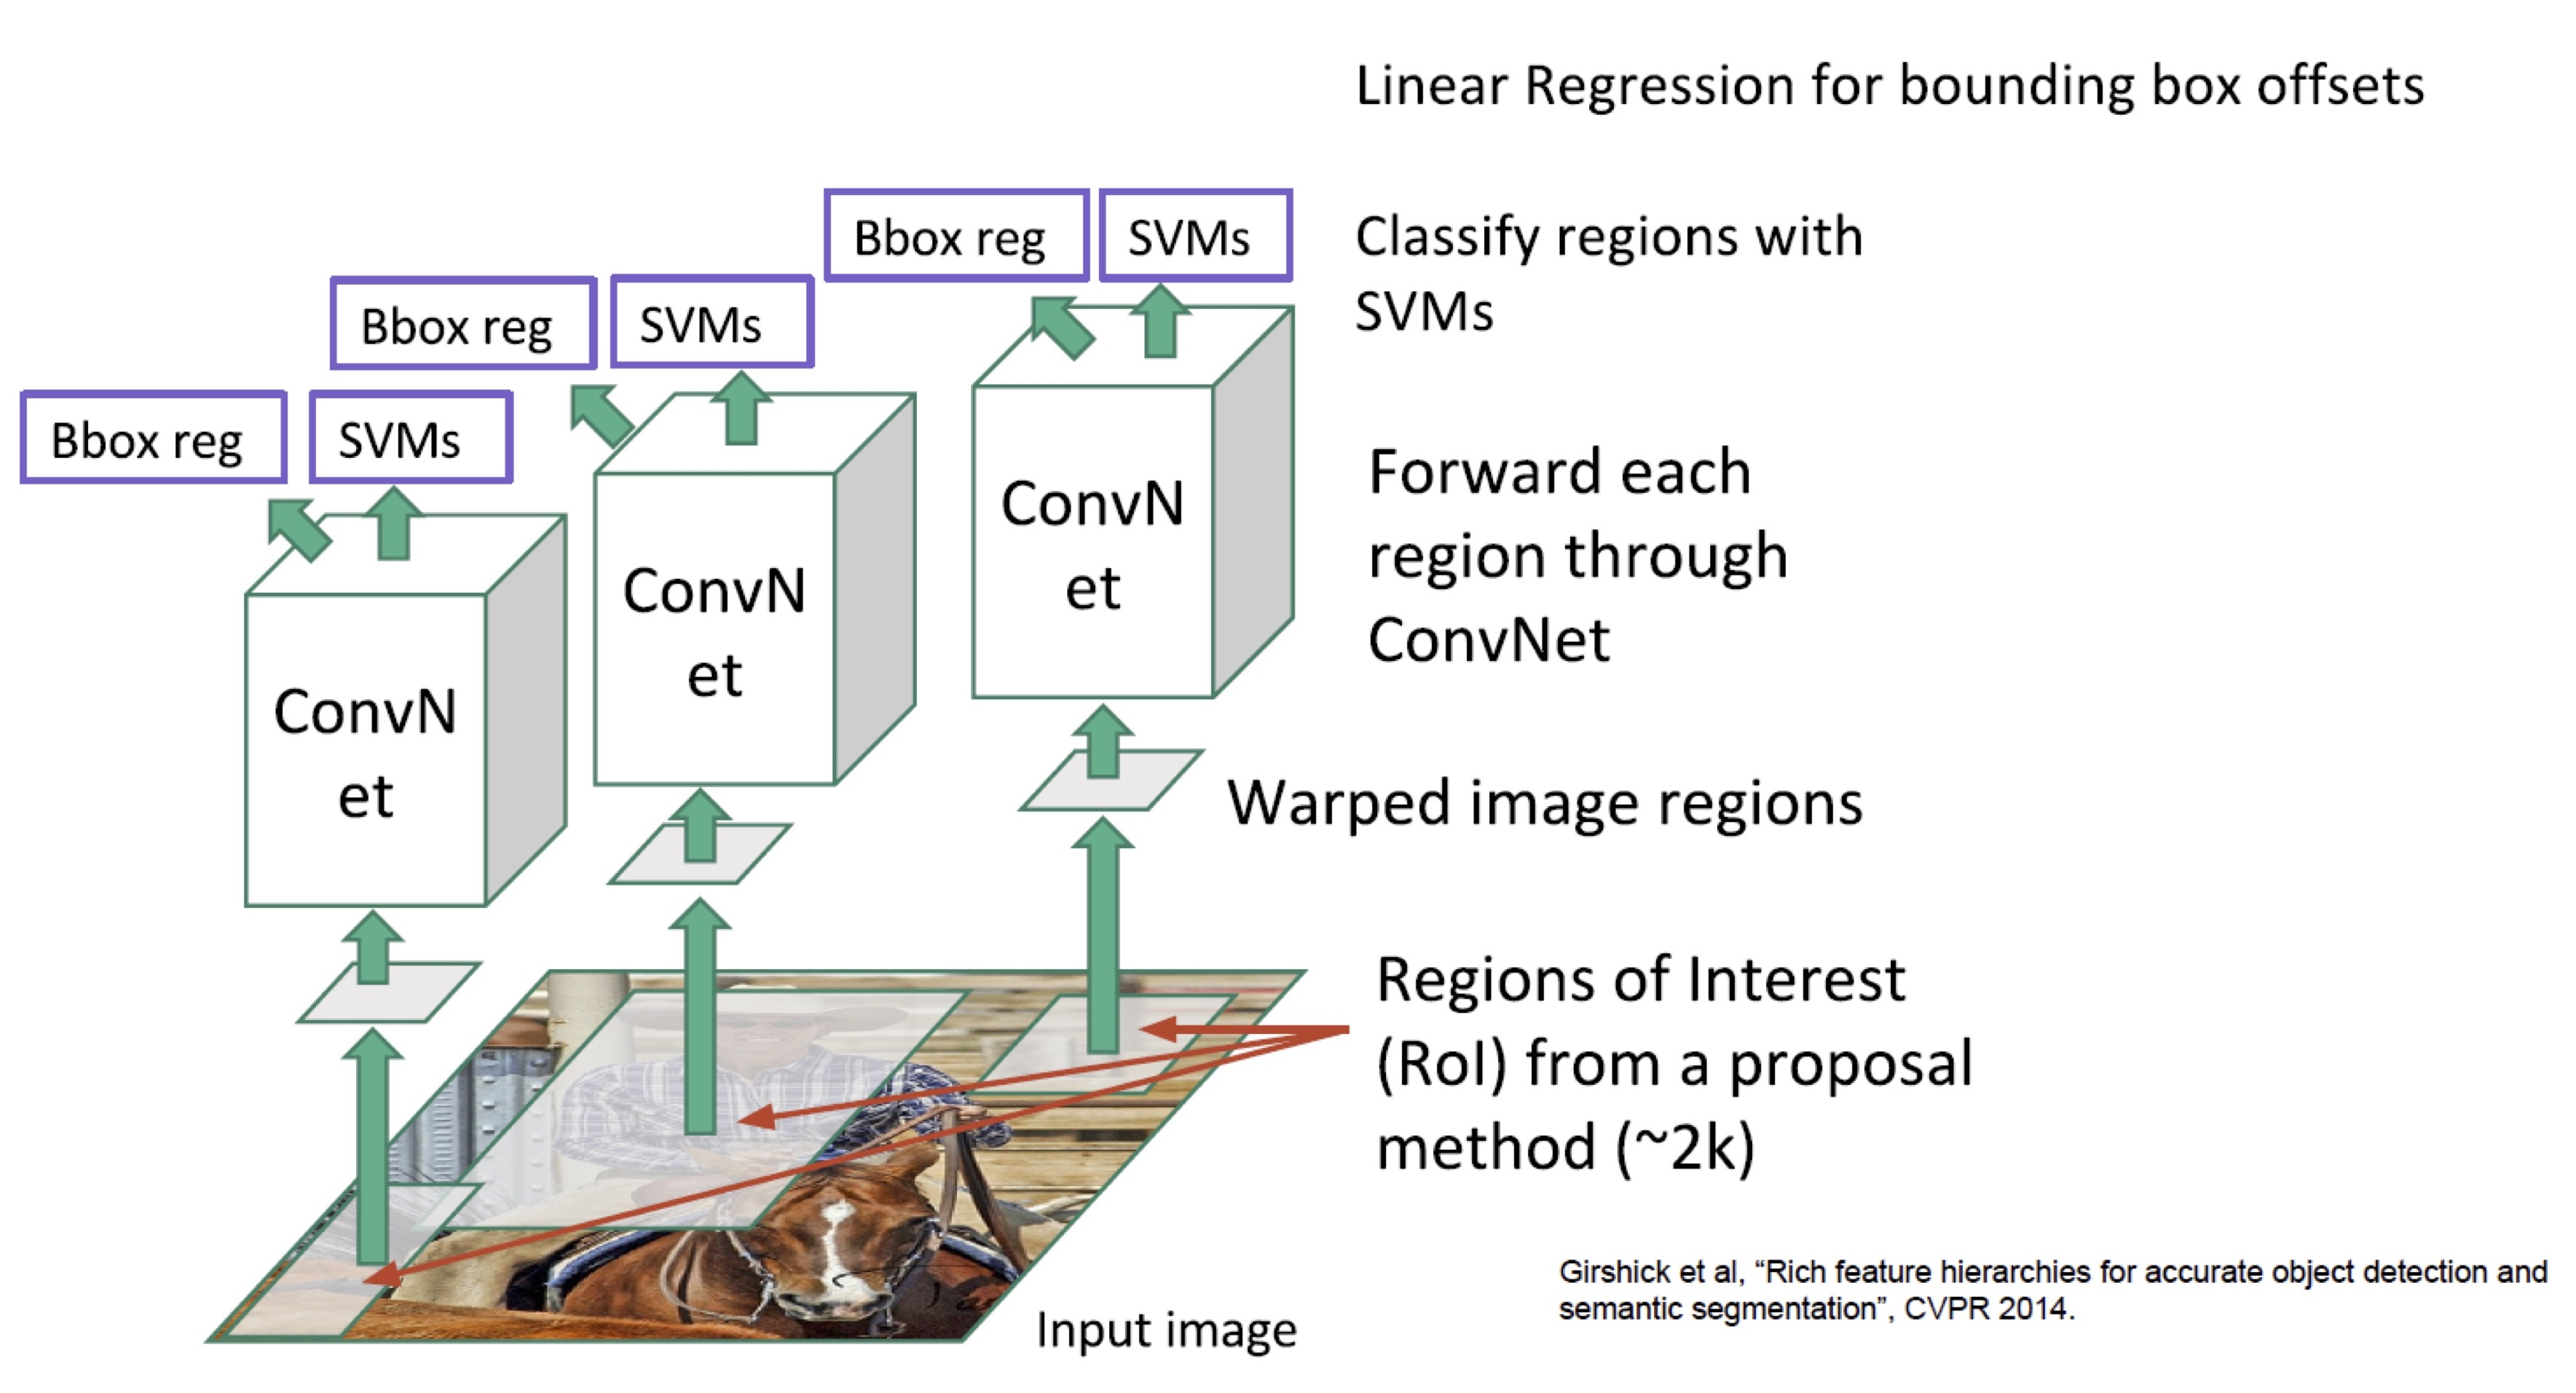 Linear Regression for bounding box offsets
Bbox reg
SVMs
Classify regions with
SVMs
Bbox reg
SVMs
Bbox reg
SVMs
ConvN
et
ConvN
et
ConvN
et
Forward each
region through
ConvNet
Warped image regions
Regions of Interest
(RoI) from a proposal
method (~2k)
Girshick et al, “Rich feature hierarchies for accurate object detection and
semantic segmentation”, CVPR 2014.
Input image